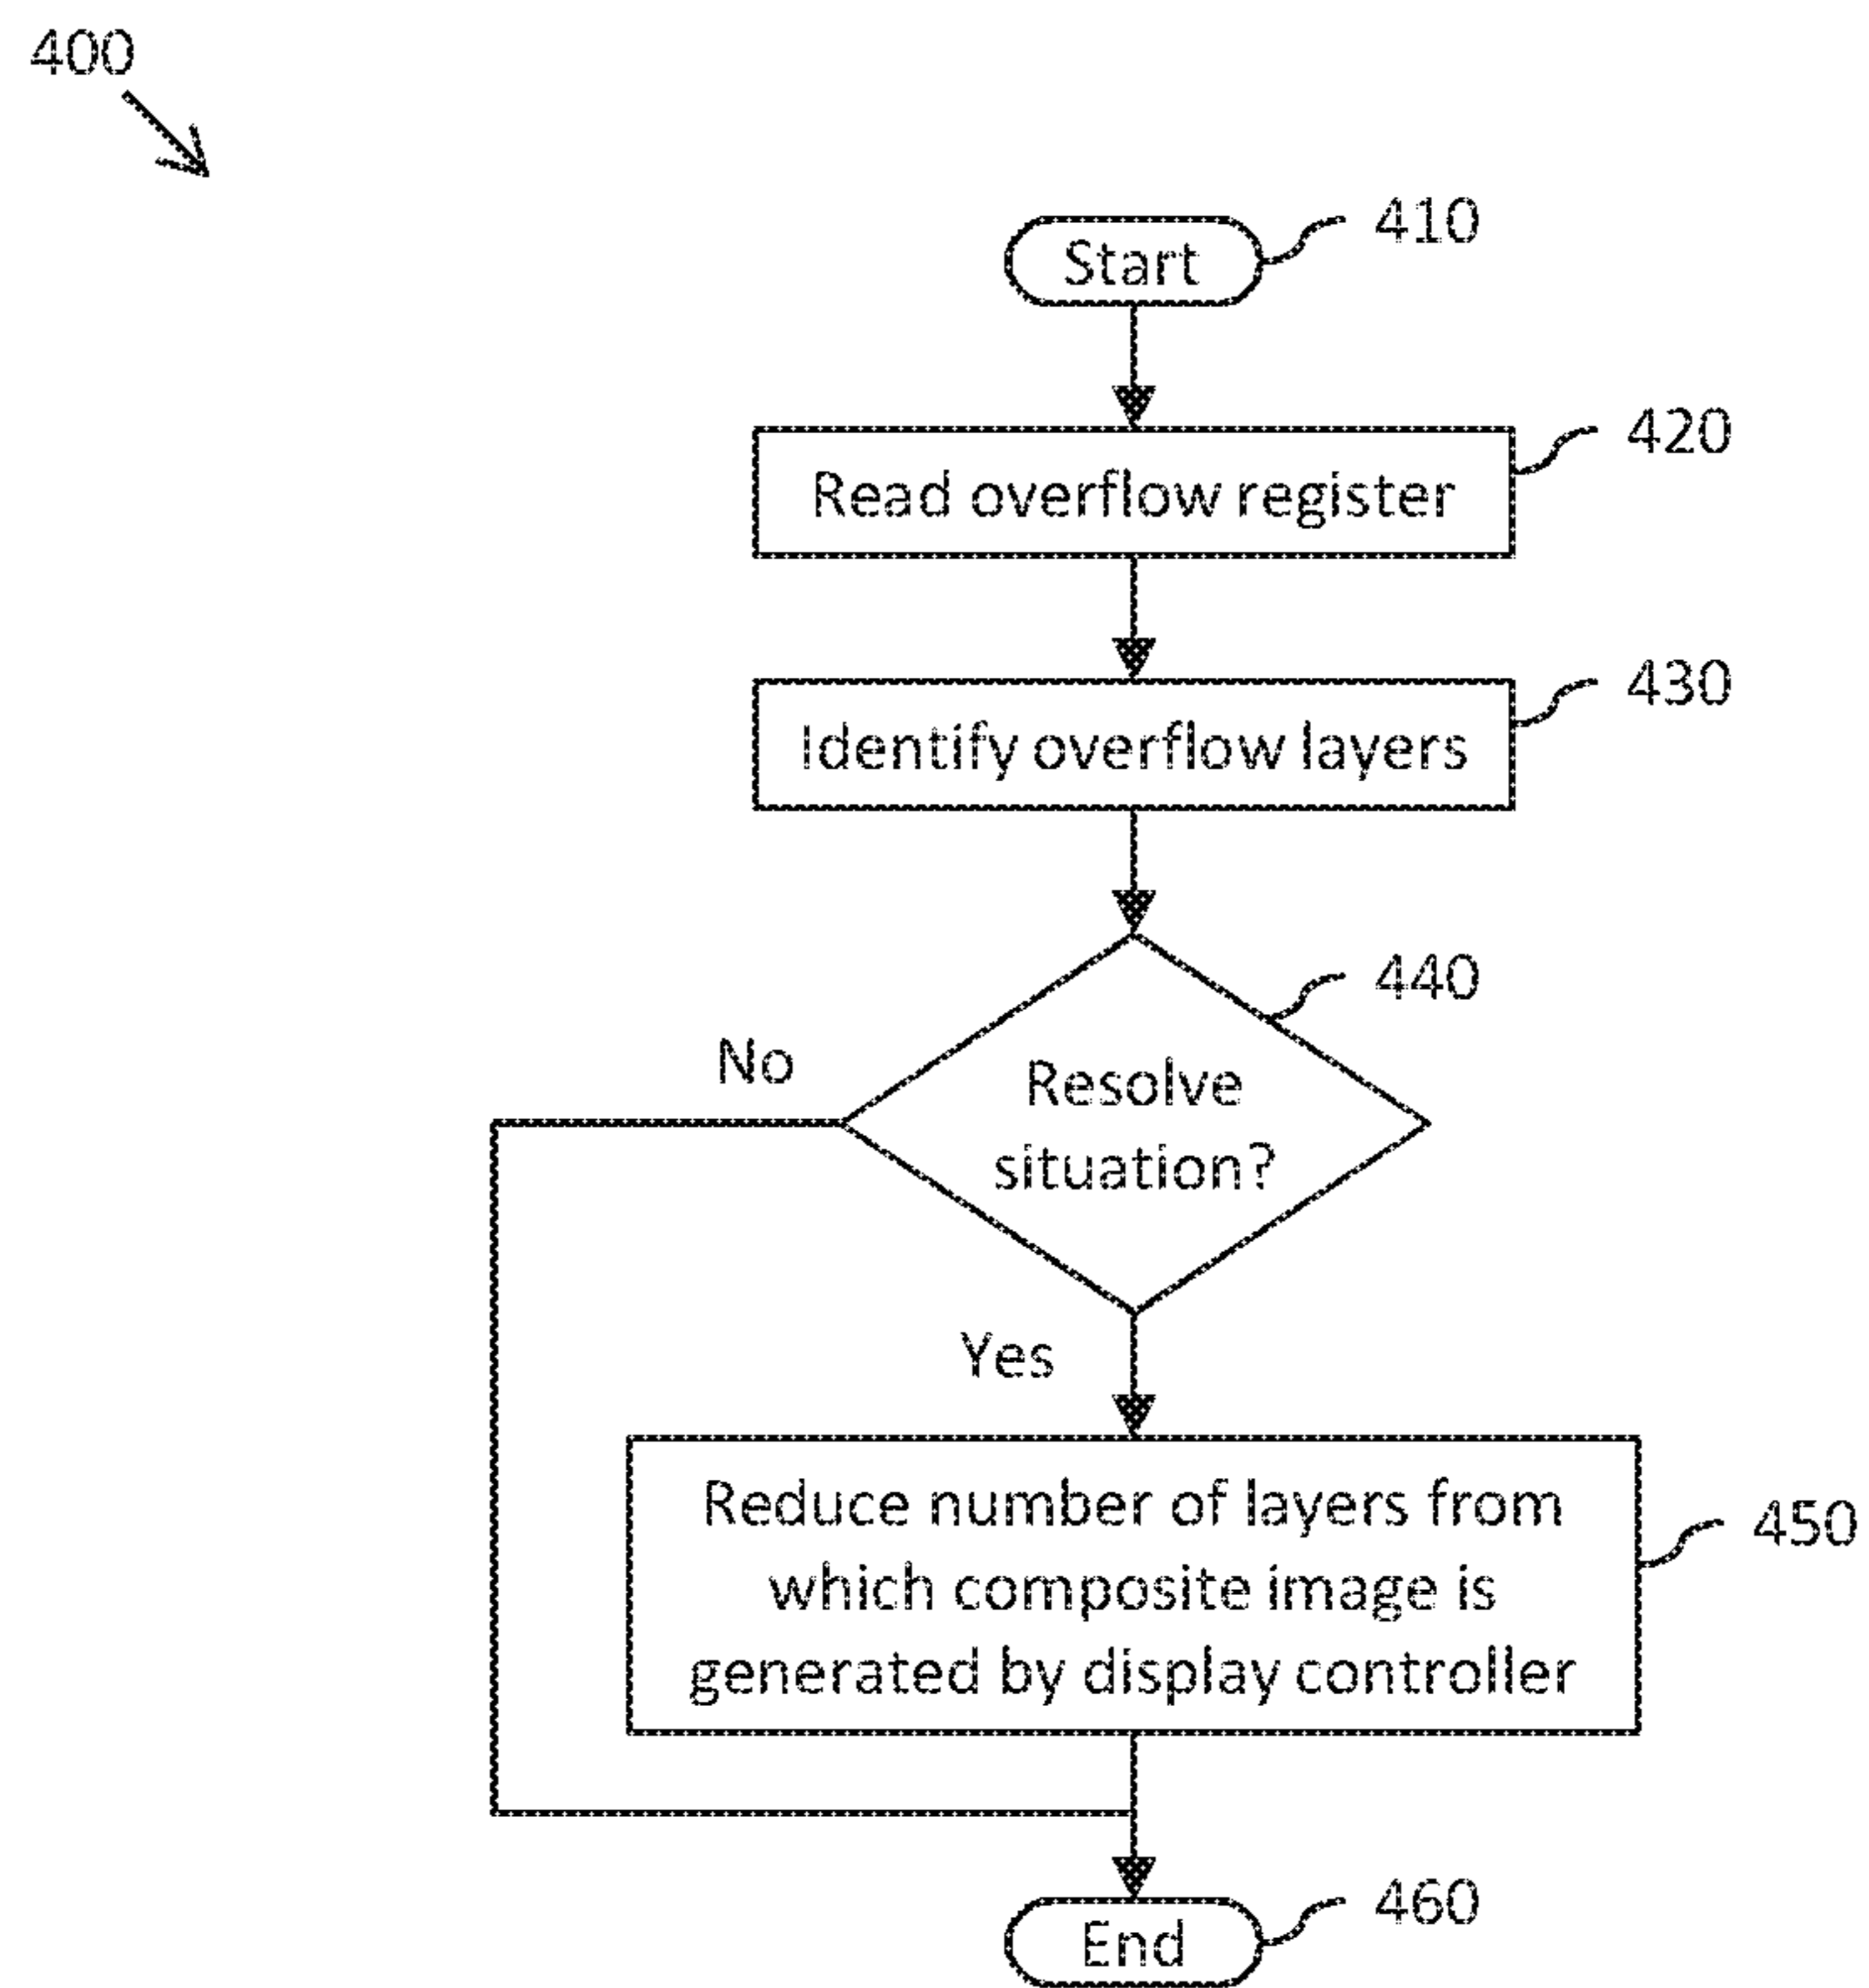 400
410
Start
420
Read overflow register
430
Identify overflow layers
440
No
Resolve
situation?
Yes
Reduce number of layers from
450
which composite image is
generated by display controller
460
End